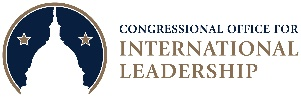 CONGRESSIONAL OFFICE FOR
INTERNATIONAL
LEADERSHIP